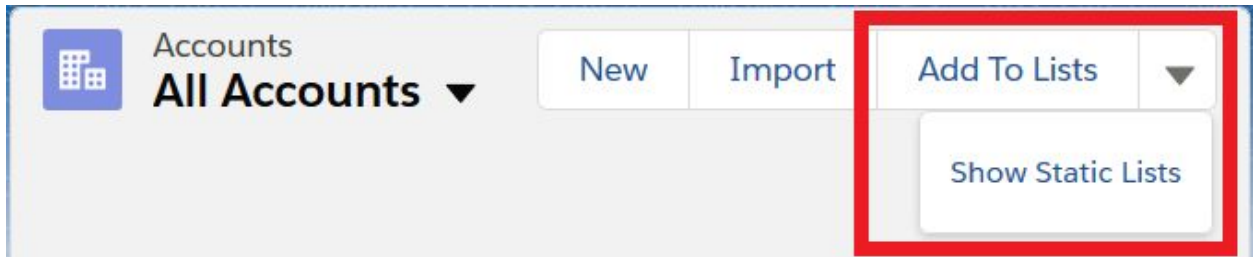 Accounts
All Accounts
New Import Add To Lists
Show Static Lists